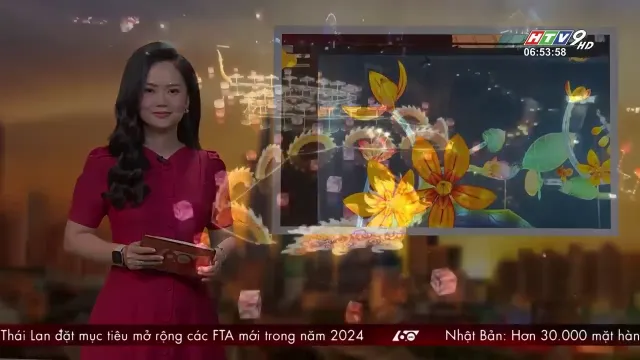 HTV9 HD
06:53:58
Thái Lan đặt mục tiêu mở rộng các FTA mới trong năm 2024 60 Nhật Bản: Hơn 30.000 mặt hàn